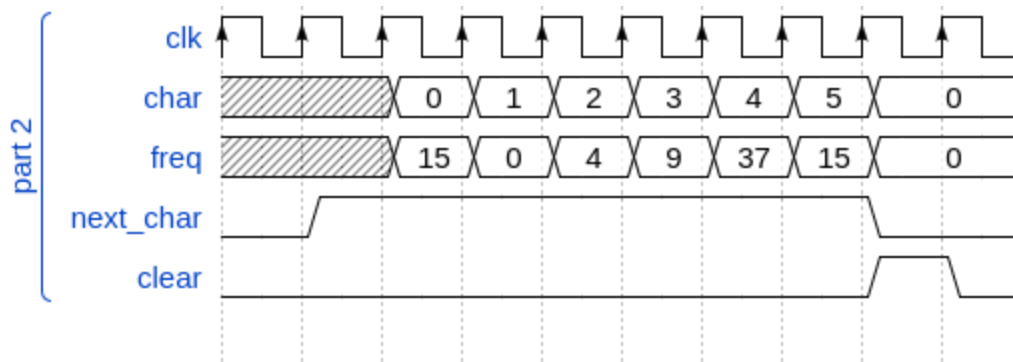 part 2
clk
char 0 1 2 3 4 5 0
freq 15 0 4 9 37 15 0
next_char
clear